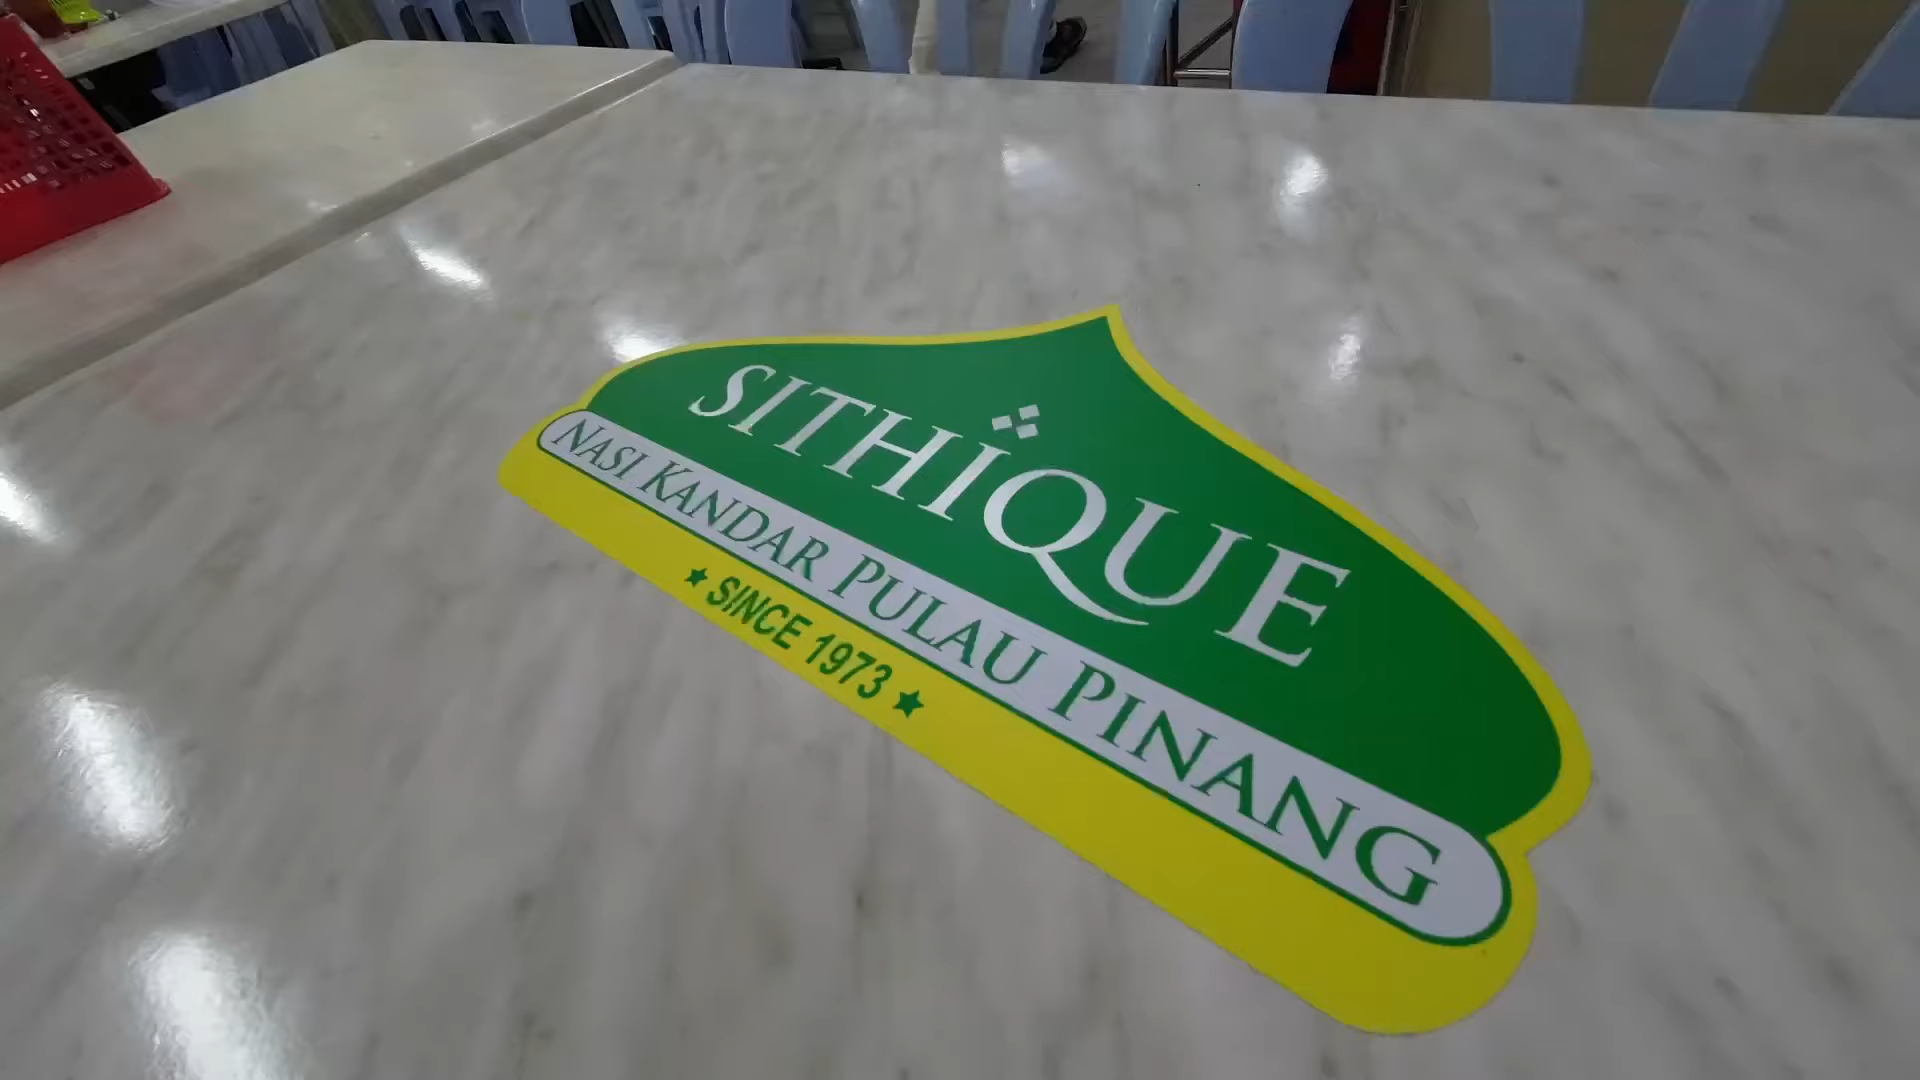 SITHIQUE
NASI KANDAR PULAU PINANG
★ SINCE 1973 ★